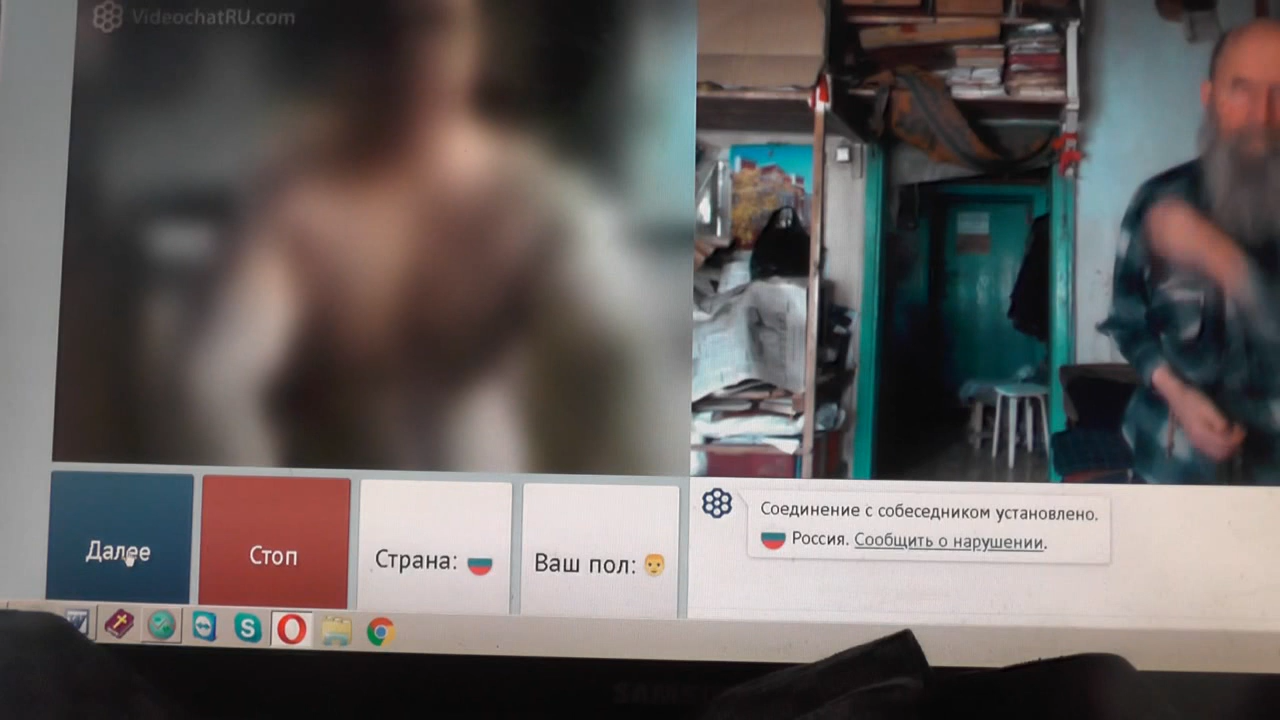 VideochatRU.com
Далее
Стоп
Страна:
Ваш пол:
Соединение с собеседником установлено.
Россия. Сообщить о нарушении.